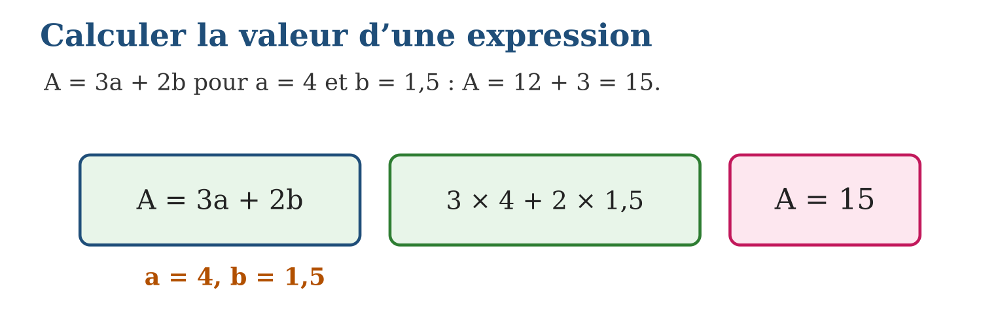 Calculer la valeur d’une expression
A = 3a + 2b pour a = 4 et b = 1,5 : A = 12 + 3 = 15.
A = 3a + 2b
3 × 4 + 2 × 1,5
A = 15
a = 4, b = 1,5